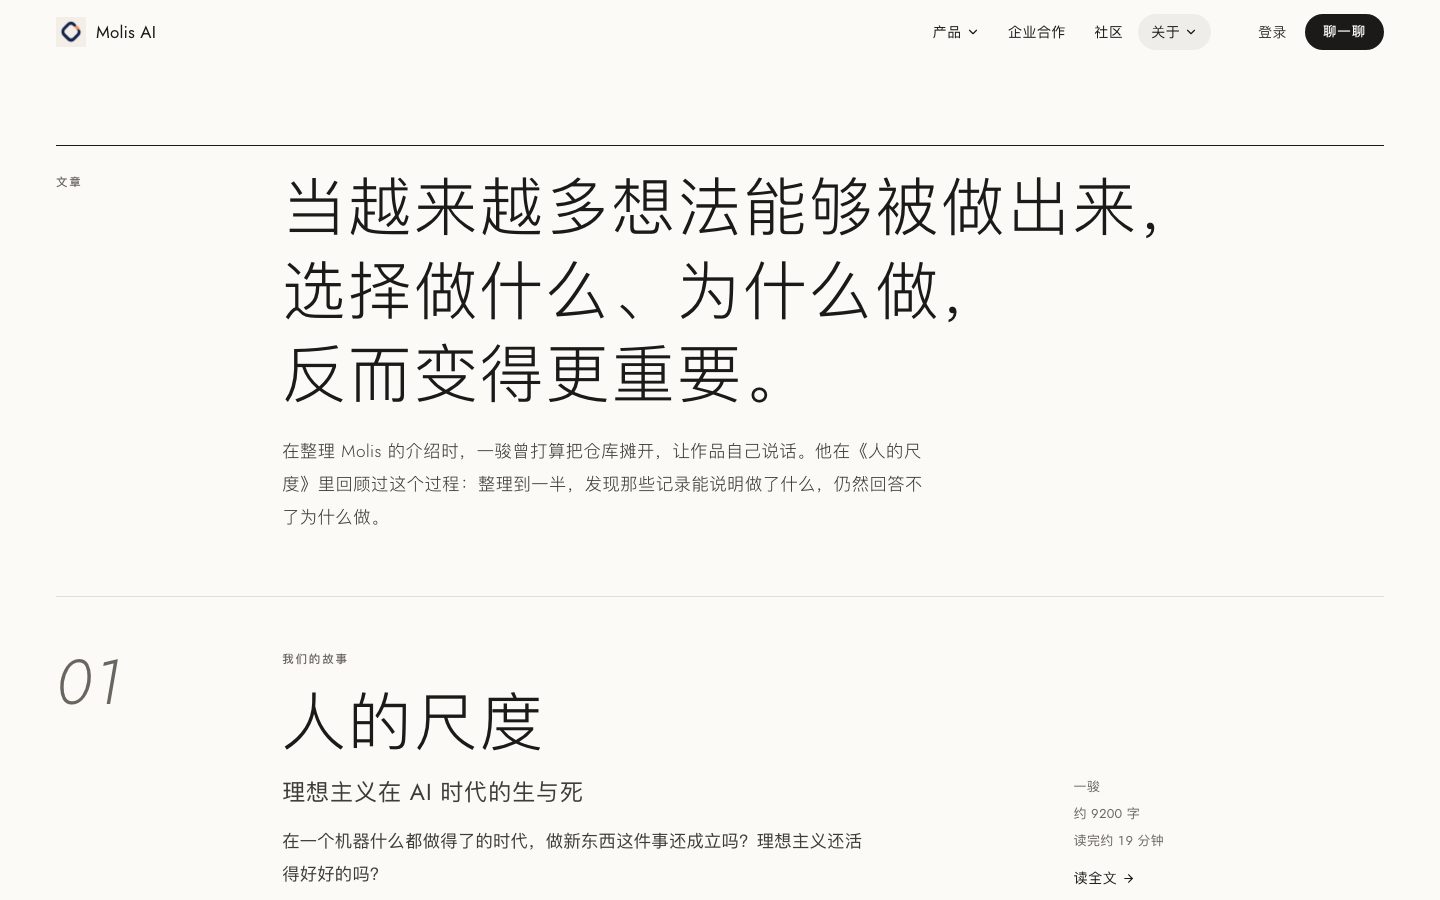 Molis AI
产品
企业合作
社区
关于
登录
聊一聊
文章
当越来越多想法能够被做出来，
选择做什么、为什么做，
反而变得更重要。
在整理 Molis 的介绍时，一骏曾打算把仓库摊开，让作品自己说话。他在《人的尺
度》里回顾过这个过程：整理到一半，发现那些记录能说明做了什么，仍然回答不
了为什么做。
01
我们的故事
人的尺度
理想主义在 AI 时代的生与死
在一个机器什么都做得了的时代，做新东西这件事还成立吗？理想主义还活
得好好的吗？
一骏
约 9200 字
读完约 19 分钟
读全文 →